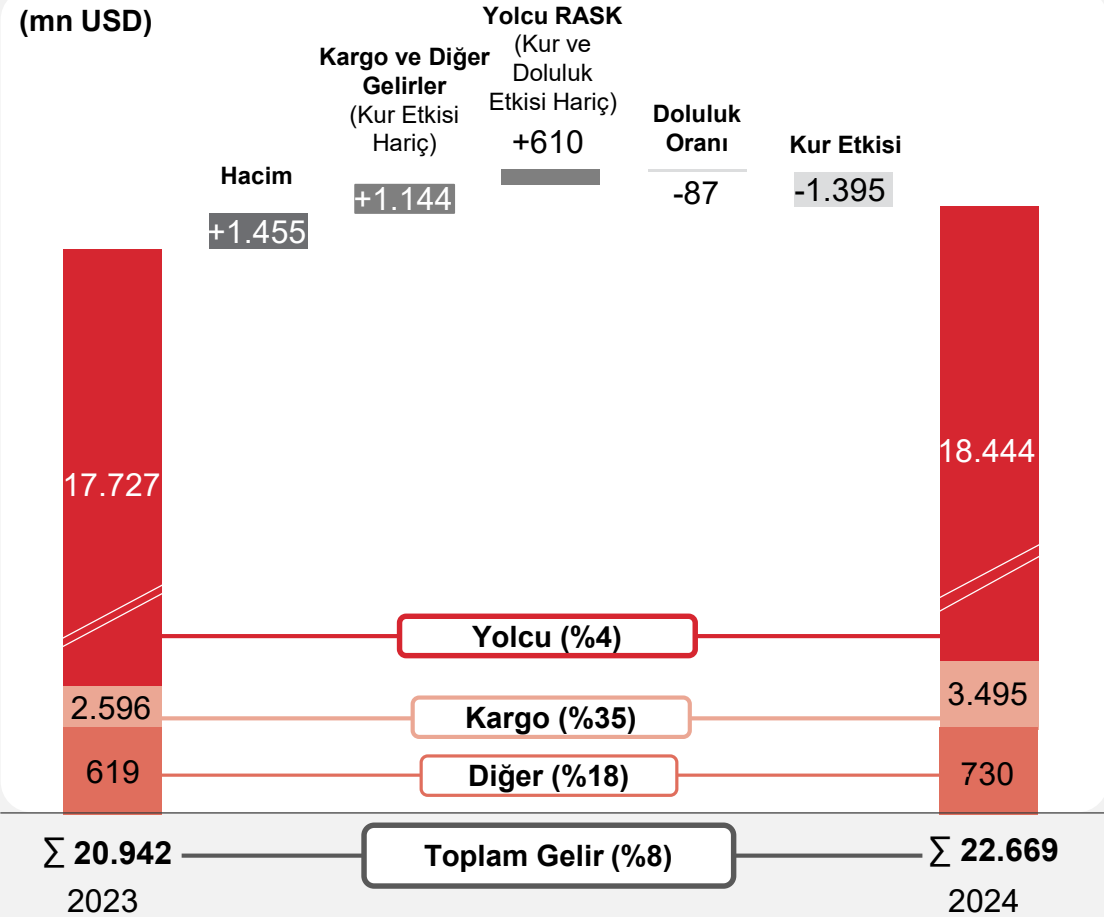 (mn USD)
Hacim
+1.455
Kargo ve Diğer
Gelirler
(Kur Etkisi
Hariç)
+1.144
Yolcu RASK
(Kur ve
Doluluk
Etkisi Hariç)
+610
Doluluk
Oranı
-87
Kur Etkisi
-1.395
17.727
18.444
Yolcu (%4)
2.596
Kargo (%35)
3.495
619
Diğer (%18)
730
∑ 20.942
Toplam Gelir (%8)
∑ 22.669
2023
2024